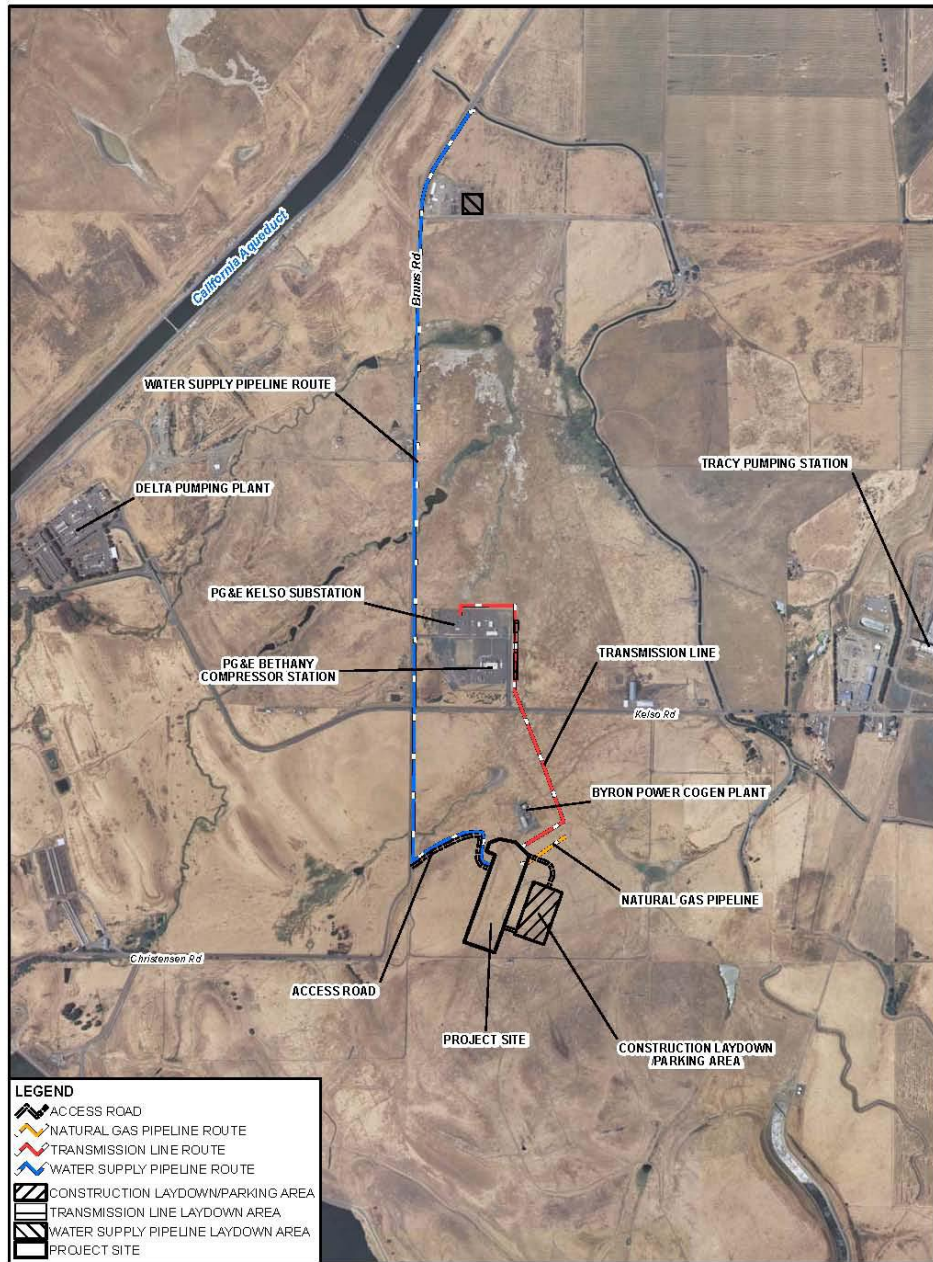 California Aqueduct
Bruns Rd
WATER SUPPLY PIPELINE ROUTE
TRACY PUMPING STATION
DELTA PUMPING PLANT
PG&E KELSO SUBSTATION
PG&E BETHANY
COMPRESSOR STATION
TRANSMISSION LINE
Kelso Rd
BYRON POWER COGEN PLANT
NATURAL GAS PIPELINE
Christensen Rd
ACCESS ROAD
PROJECT SITE
CONSTRUCTION LAYDOWN
/PARKING AREA
LEGEND
ACCESS ROAD
NATURAL GAS PIPELINE ROUTE
TRANSMISSION LINE ROUTE
WATER SUPPLY PIPELINE ROUTE
CONSTRUCTION LAYDOWN/PARKING AREA
TRANSMISSION LINE LAYDOWN AREA
WATER SUPPLY PIPELINE LAYDOWN AREA
PROJECT SITE